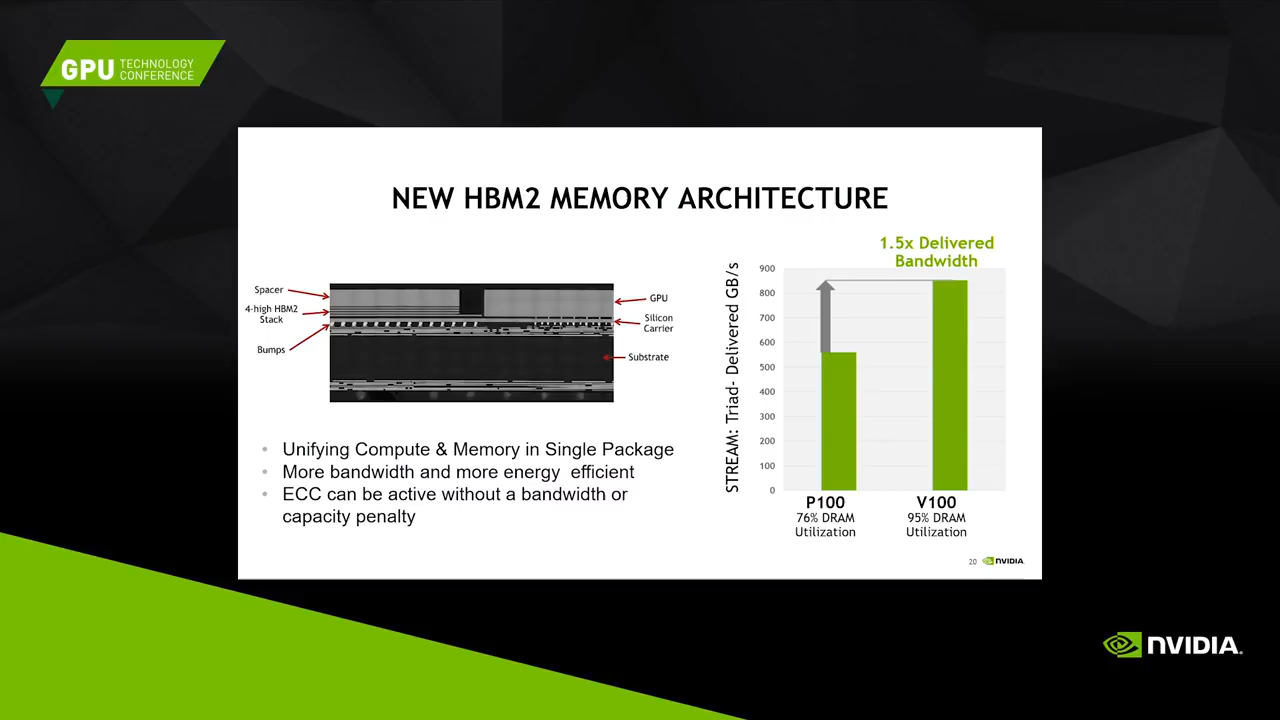 GPU TECHNOLOGY
CONFERENCE
NEW HBM2 MEMORY ARCHITECTURE
Spacer
4-high HBM2
Stack
Bumps
GPU
Silicon
Carrier
Substrate
Unifying Compute & Memory in Single Package
More bandwidth and more energy efficient
ECC can be active without a bandwidth or
capacity penalty
1.5x Delivered
Bandwidth
STREAM: Triad- Delivered GB/s
900
800
700
600
500
400
300
200
100
0
P100
76% DRAM
Utilization
V100
95% DRAM
Utilization
20
NVIDIA
NVIDIA.